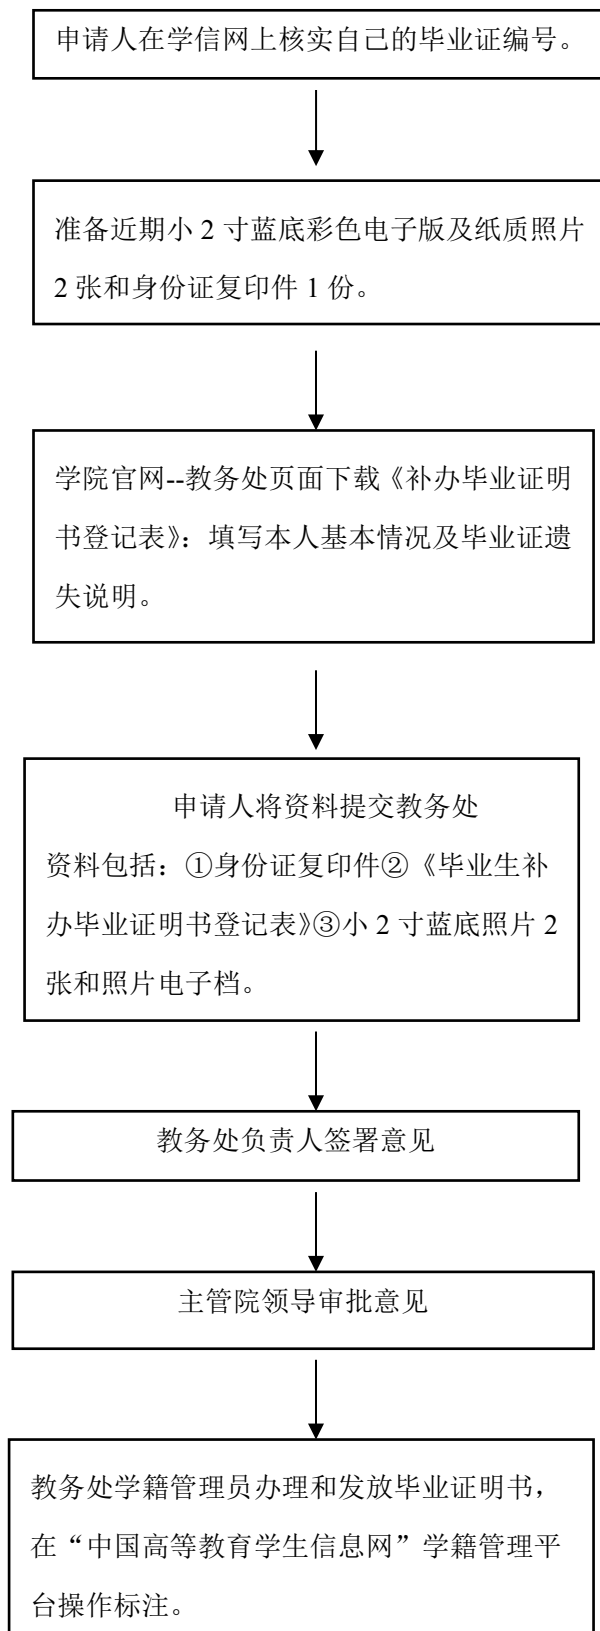 申请人在学信网上核实自己的毕业证编号。
准备近期小 2 寸蓝底彩色电子版及纸质照片
2 张和身份证复印件 1 份。
学院官网--教务处页面下载《补办毕业证明
书登记表》：填写本人基本情况及毕业证遗
失说明。
申请人将资料提交教务处
资料包括：①身份证复印件②《毕业生补
办毕业证明书登记表》③小 2 寸蓝底照片 2
张和照片电子档。
教务处负责人签署意见
主管院领导审批意见
教务处学籍管理员办理和发放毕业证明书，
在“中国高等教育学生信息网”学籍管理平
台操作标注。